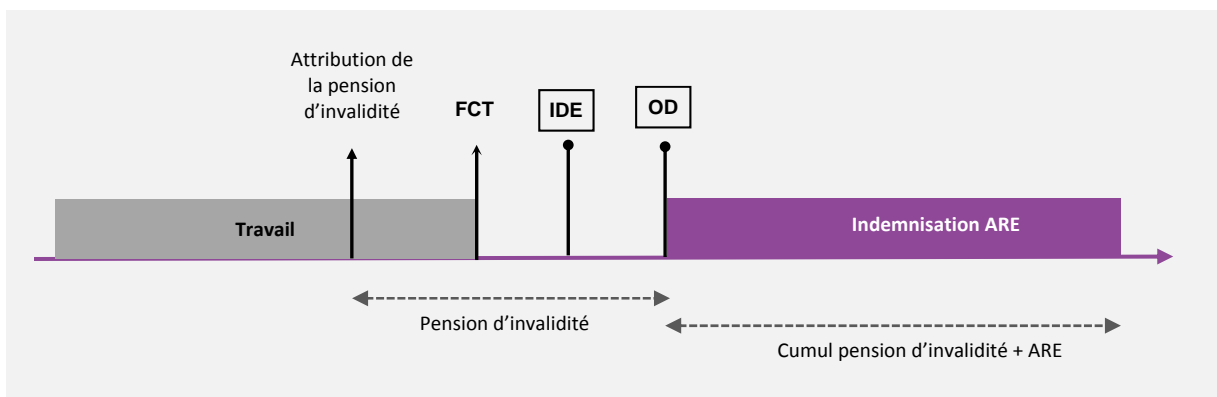 Attribution de
la pension
d’invalidité
FCT
IDE
OD
Travail
Indemnisation ARE
Pension d’invalidité
Cumul pension d’invalidité + ARE